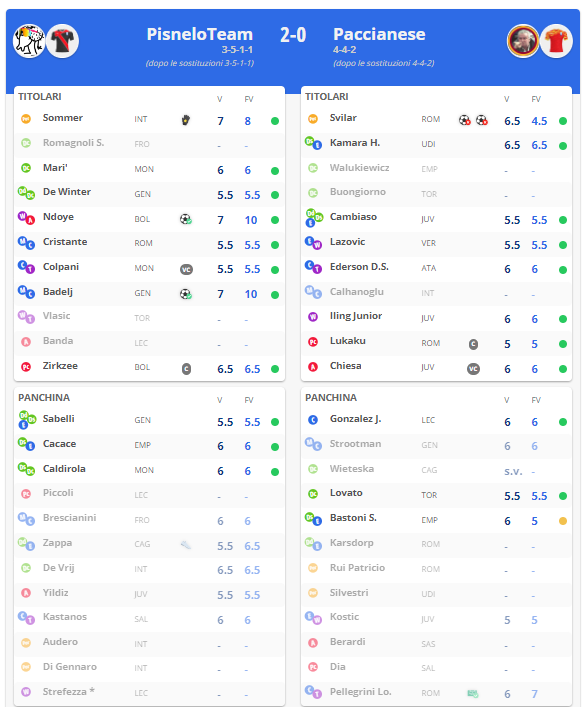 PisneloTeam 2-0 Paccianese
3-5-1-1 4-4-2
(dopo le sostituzioni 3-5-1-1) (dopo le sostituzioni 4-4-2)
TITOLARI V FV
Sommer INT 7 8
Romagnoli S. FRO - -
Mari' MON 6 6
De Winter GEN 5.5 5.5
Ndoye BOL 7 10
Cristante ROM 5.5 5.5
Colpani MON VC 5.5 5.5
Badelj GEN 7 10
Vlasic TOR - -
Banda LEC - -
Zirkzee BOL C 6.5 6.5
PANCHINA V FV
Sabelli GEN 5.5 5.5
Cacace EMP 6 6
Caldirola MON 6 6
Piccoli LEC - -
Brescianini FRO 6 6
Zappa CAG 5.5 6.5
De Vrij INT 6.5 6.5
Yildiz JUV 5.5 5.5
Kastanos SAL 6 6
Audero INT - -
Di Gennaro INT - -
Strefezza * LEC - -
TITOLARI V FV
Svilar ROM 6.5 4.5
Kamara H. UDI 6.5 6.5
Walukiewicz EMP - -
Buongiorno TOR - -
Cambiaso JUV 5.5 5.5
Lazovic VER 5.5 5.5
Ederson D.S. ATA 6 6
Calhanoglu INT - -
Iling Junior JUV 6 6
Lukaku ROM C 5 5
Chiesa JUV VC 6 6
PANCHINA V FV
Gonzalez J. LEC 6 6
Strootman GEN 6 6
Wieteska CAG s.v. -
Lovato TOR 5.5 5.5
Bastoni S. EMP 6 5
Karsdorp ROM - -
Rui Patricio ROM - -
Silvestri UDI - -
Kostic JUV 5 5
Berardi SAS - -
Dia SAL - -
Pellegrini Lo. ROM 6 7